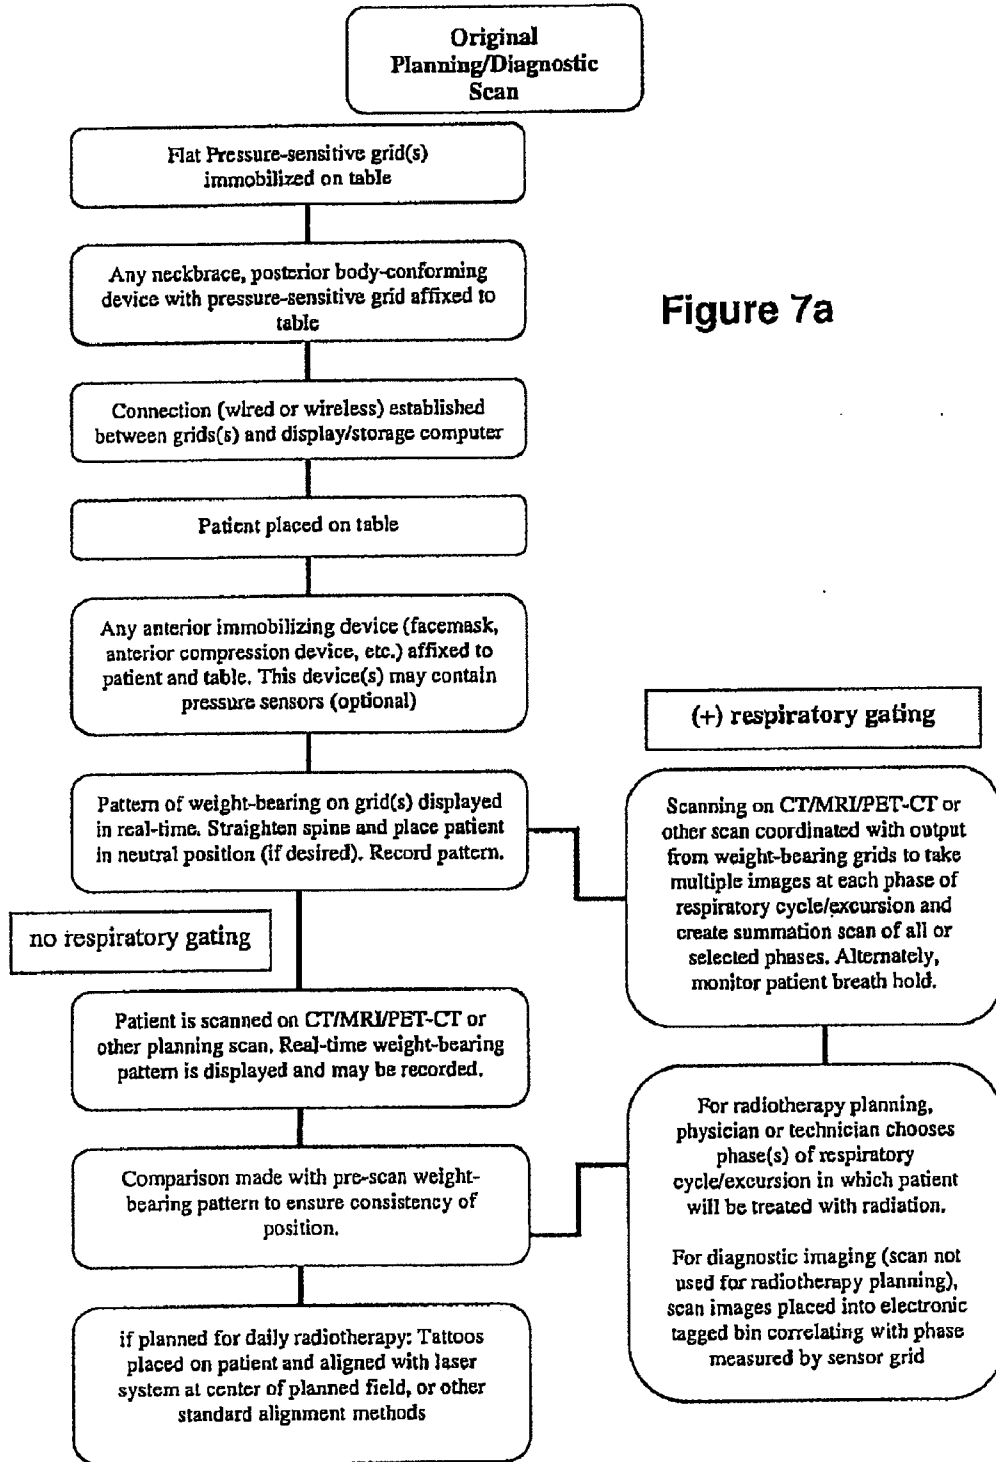 Original
Planning/Diagnostic
Scan
Flat Pressure-sensitive grid(s)
immobilized on table
Any neckbrace, posterior body-conforming
device with pressure-sensitive grid affixed to
table
Figure 7a
Connection (wired or wireless) established
between grids(s) and display/storage computer
Patient placed on table
Any anterior immobilizing device (facemask,
anterior compression device, etc.) affixed to
patient and table. This device(s) may contain
pressure sensors (optional)
Pattern of weight-bearing on grid(s) displayed
in real-time. Straighten spine and place patient
in neutral position (if desired). Record pattern.
no respiratory gating
Patient is scanned on CT/MRI/PET-CT or
other planning scan. Real-time weight-bearing
pattern is displayed and may be recorded.
Comparison made with pre-scan weight-
bearing pattern to ensure consistency of
position.
if planned for daily radiotherapy: Tattoos
placed on patient and aligned with laser
system at center of planned field, or other
standard alignment methods
(+) respiratory gating
Scanning on CT/MRI/PET-CT or
other scan coordinated with output
from weight-bearing grids to take
multiple images at each phase of
respiratory cycle/excursion and
create summation scan of all or
selected phases. Alternately,
monitor patient breath hold.
For radiotherapy planning,
physician or technician chooses
phase(s) of respiratory
cycle/excursion in which patient
will be treated with radiation.
For diagnostic imaging (scan not
used for radiotherapy planning),
scan images placed into electronic
tagged bin correlating with phase
measured by sensor grid